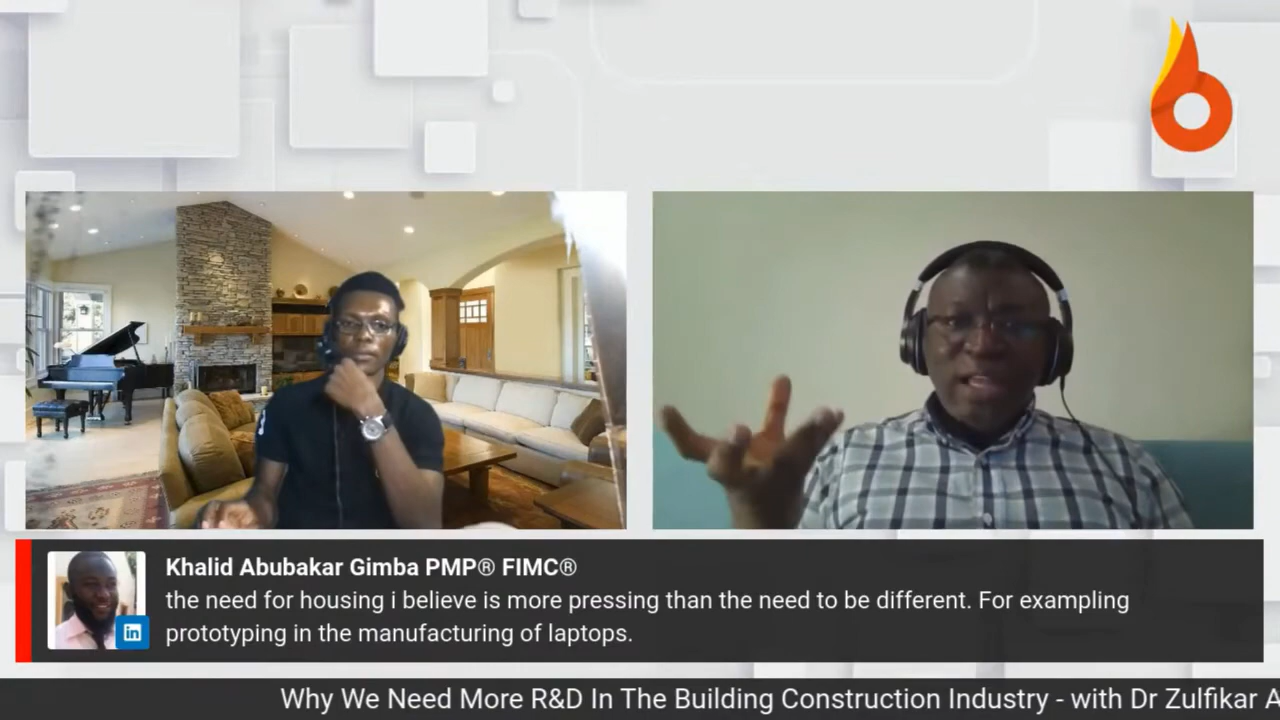 Khalid Abubakar Gimba PMP® FIMC®
the need for housing i believe is more pressing than the need to be different. For exampling
prototyping in the manufacturing of laptops.
in
Why We Need More R&D In The Building Construction Industry - with Dr Zulfikar A